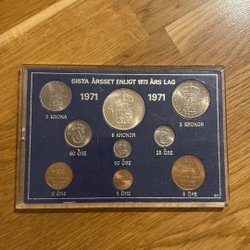 SISTA ÅRSSET ENLIGT 1873 ÅRS LAG
1971 1971
1 KRONA 5 KRONOR 2 KRONOR
50 ÖRE 25 ÖRE
10 ÖRE
2 ÖRE 1 ÖRE 5 ÖRE